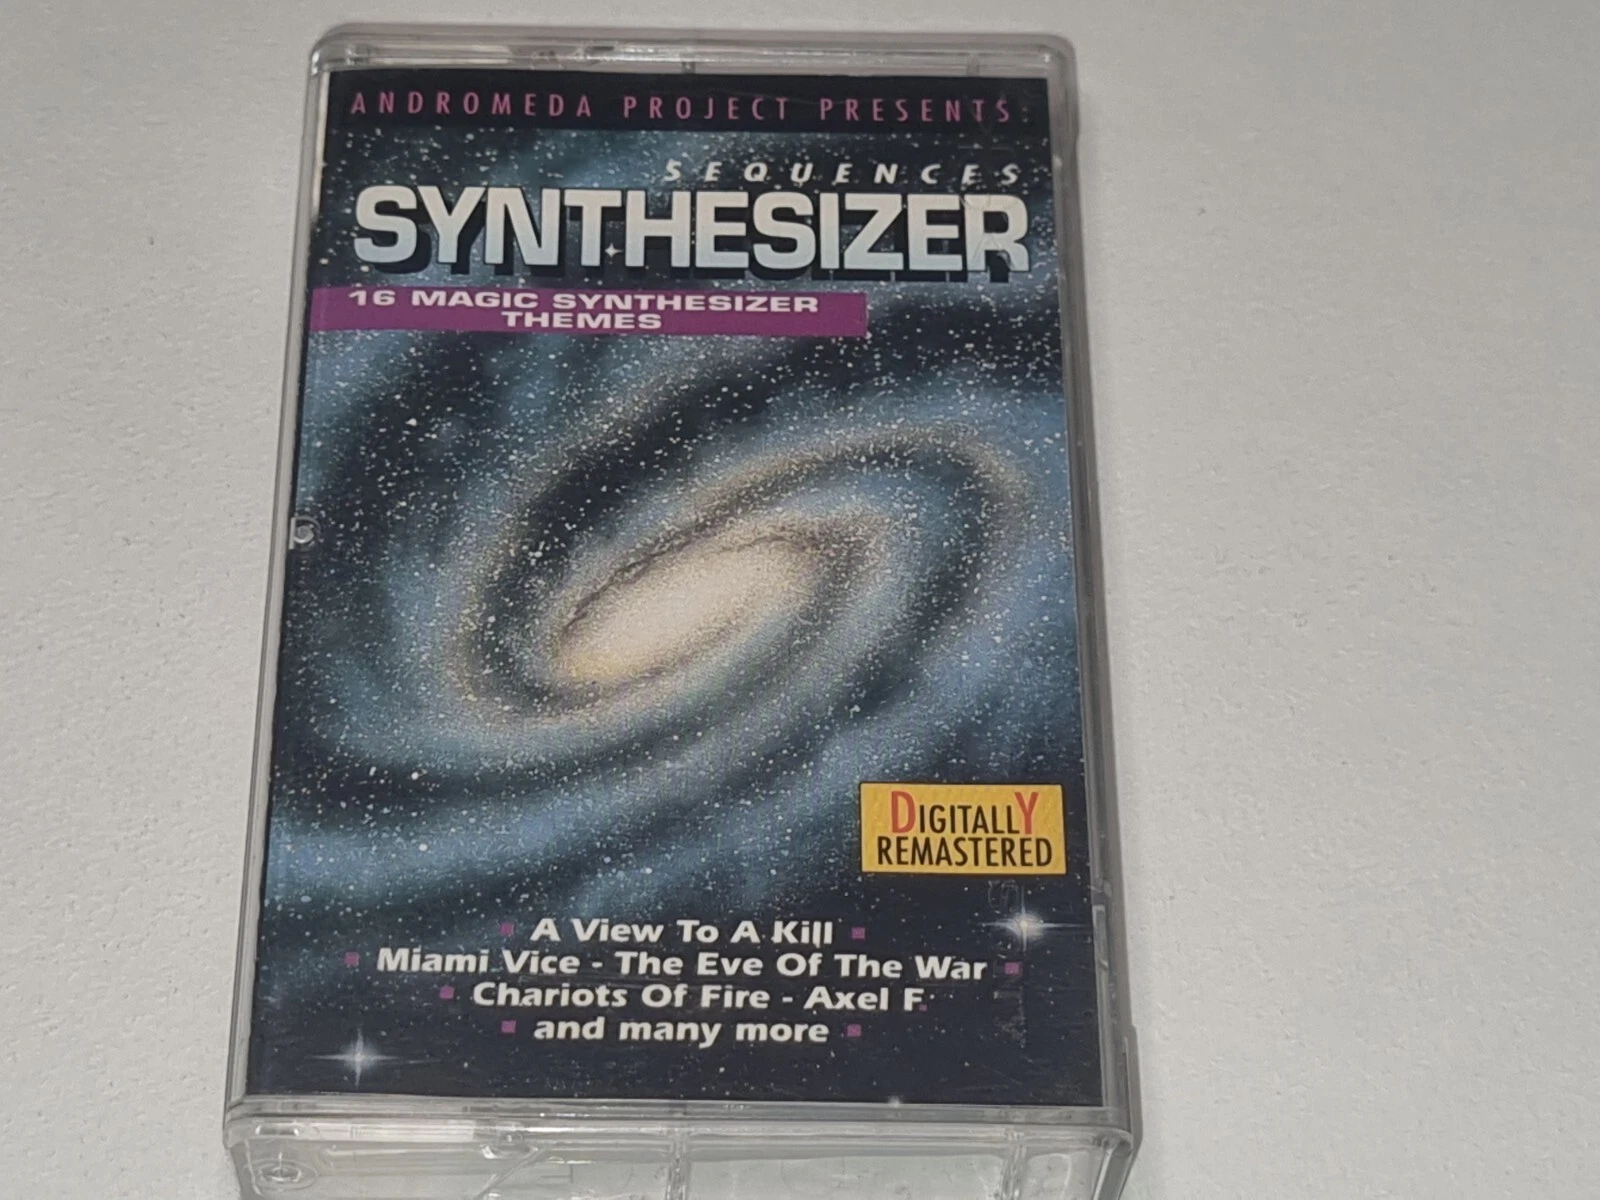 ANDROMEDA PROJECT PRESENTS:
SEQUENCES
SYNTHESIZER
16 MAGIC SYNTHESIZER
THEMES
DIGITALLY
REMASTERED
A View To A Kill
Miami Vice - The Eve Of The War
Chariots Of Fire - Axel F.
and many more